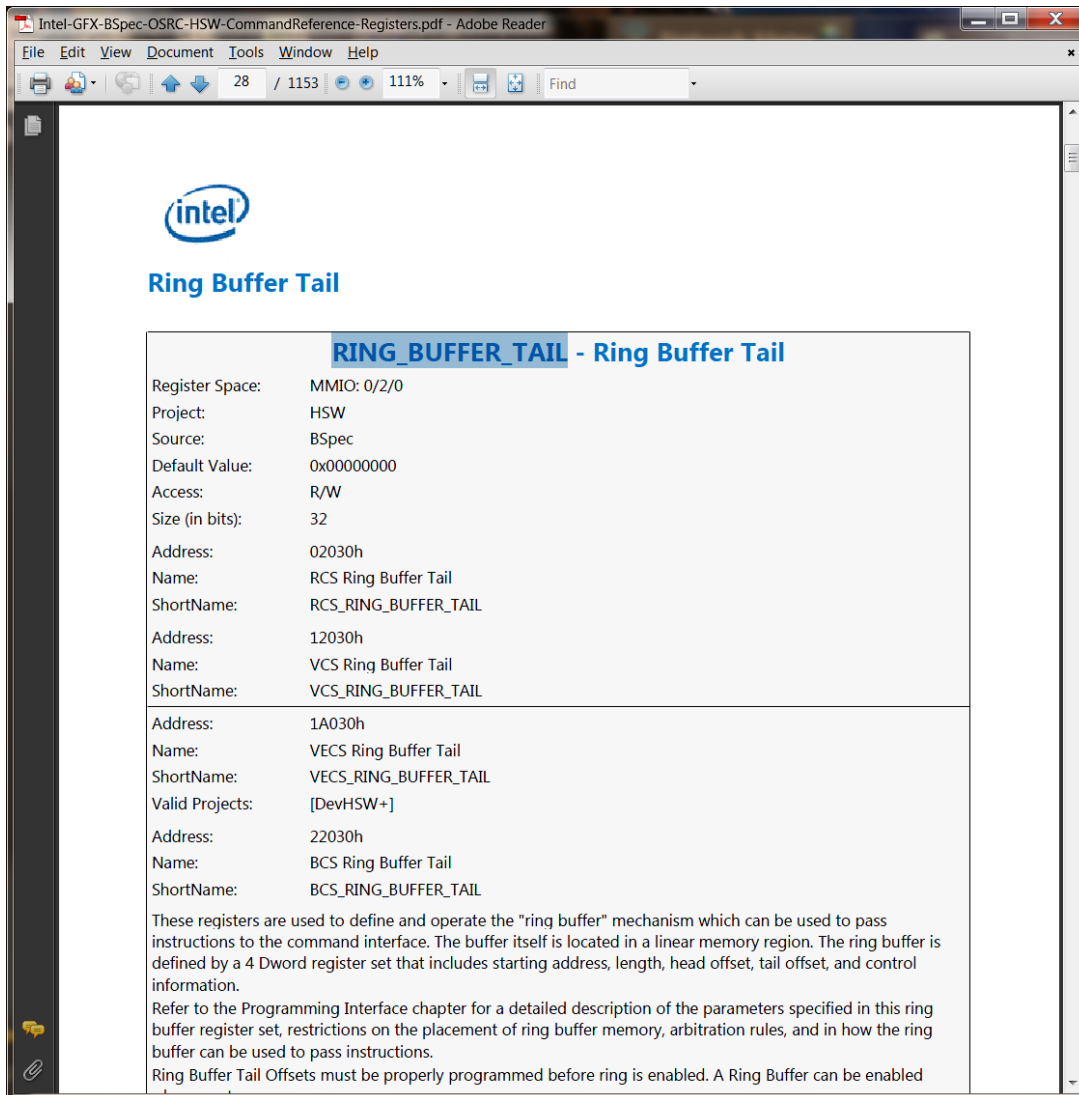 Intel-GFX-BSpec-OSRC-HSW-CommandReference-Registers.pdf - Adobe Reader
File Edit View Document Tools Window Help
28 / 1153 111% Find
intel
Ring Buffer Tail
RING_BUFFER_TAIL - Ring Buffer Tail
Register Space: MMIO: 0/2/0
Project: HSW
Source: BSpec
Default Value: 0x00000000
Access: R/W
Size (in bits): 32
Address: 02030h
Name: RCS Ring Buffer Tail
ShortName: RCS_RING_BUFFER_TAIL
Address: 12030h
Name: VCS Ring Buffer Tail
ShortName: VCS_RING_BUFFER_TAIL
Address: 1A030h
Name: VECS Ring Buffer Tail
ShortName: VECS_RING_BUFFER_TAIL
Valid Projects: [DevHSW+]
Address: 22030h
Name: BCS Ring Buffer Tail
ShortName: BCS_RING_BUFFER_TAIL
These registers are used to define and operate the "ring buffer" mechanism which can be used to pass
instructions to the command interface. The buffer itself is located in a linear memory region. The ring buffer is
defined by a 4 Dword register set that includes starting address, length, head offset, tail offset, and control
information.
Refer to the Programming Interface chapter for a detailed description of the parameters specified in this ring
buffer register set, restrictions on the placement of ring buffer memory, arbitration rules, and in how the ring
buffer can be used to pass instructions.
Ring Buffer Tail Offsets must be properly programmed before ring is enabled. A Ring Buffer can be enabled